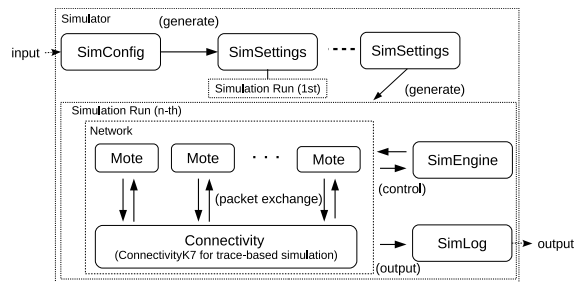 Simulator
(generate)
input
SimConfig
SimSettings
SimSettings
Simulation Run (1st)
(generate)
Simulation Run (n-th)
Network
Mote
Mote
. . .
Mote
SimEngine
(control)
(packet exchange)
Connectivity
(ConnectivityK7 for trace-based simulation)
SimLog
output
(output)